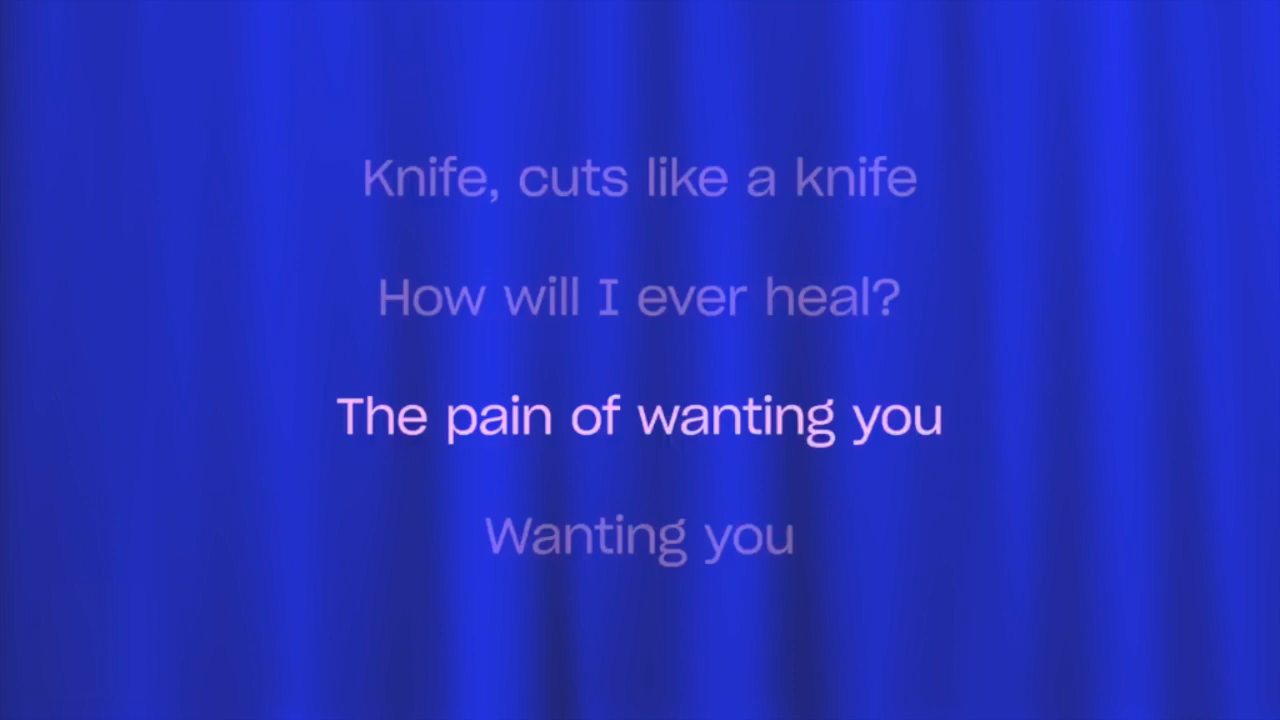 Knife, cuts like a knife
How will I ever heal?
The pain of wanting you
Wanting you